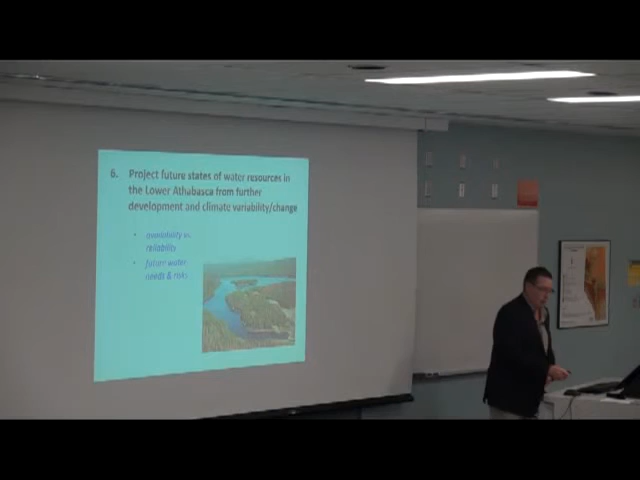 6. Project future states of water resources in
the Lower Athabasca from further
development and climate variability/change
• availability vs.
reliability
• future water
needs & risks